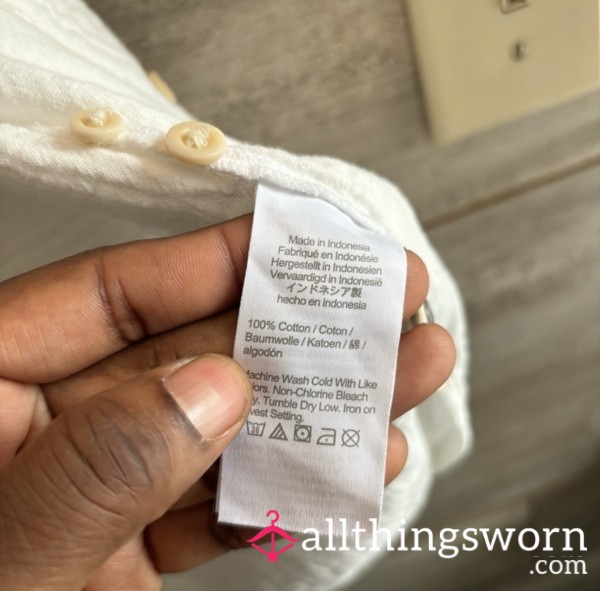 Made in Indonesia
Fabriqué en Indonésie
Hergestellt in Indonesien
Vervaardigd in Indonesië
インドネシア製
hecho en indonesia
100% Cotton / Coton /
Baumwolle / Katoen / 綿 /
algodón
Machine Wash Cold With Like
Colors. Non-Chlorine Bleach
Tumble Dry Low. Iron on
Setting.
30
allthingsworn
.com